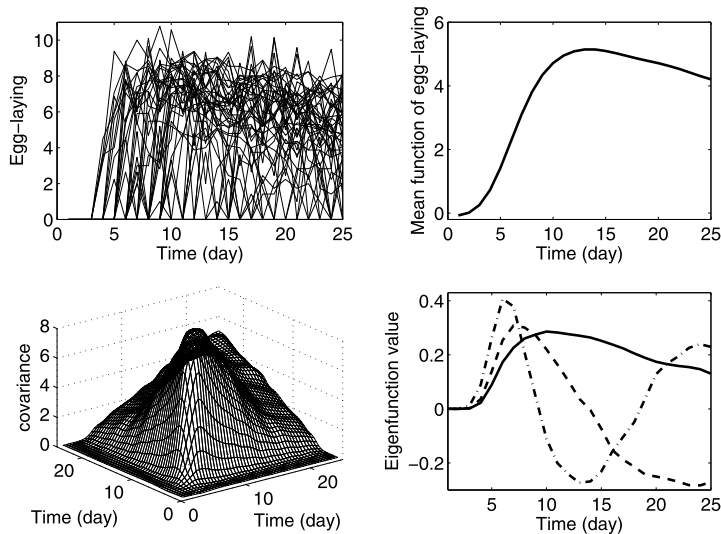 Egg−laying
10
8
6
4
2
0
0 5 10 15 20 25
Time (day)
Mean function of egg−laying
6
4
2
0
0 5 10 15 20 25
Time (day)
covariance
8
6
4
2
0
20
10
0
0
10
20
Time (day)
Time (day)
Eigenfunction value
0.4
0.2
0
−0.2
5 10 15 20 25
Time (day)